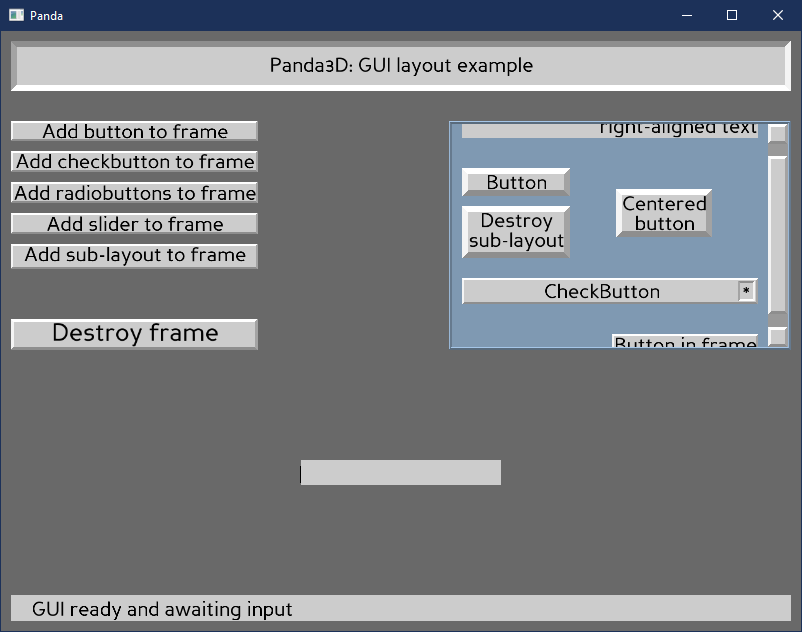 Panda
Panda3D: GUI layout example
Add button to frame
Add checkbutton to frame
Add radiobuttons to frame
Add slider to frame
Add sub-layout to frame
Destroy frame
right-aligned text
Button
Destroy
sub-layout
Centered
button
CheckButton *
Button in frame
GUI ready and awaiting input